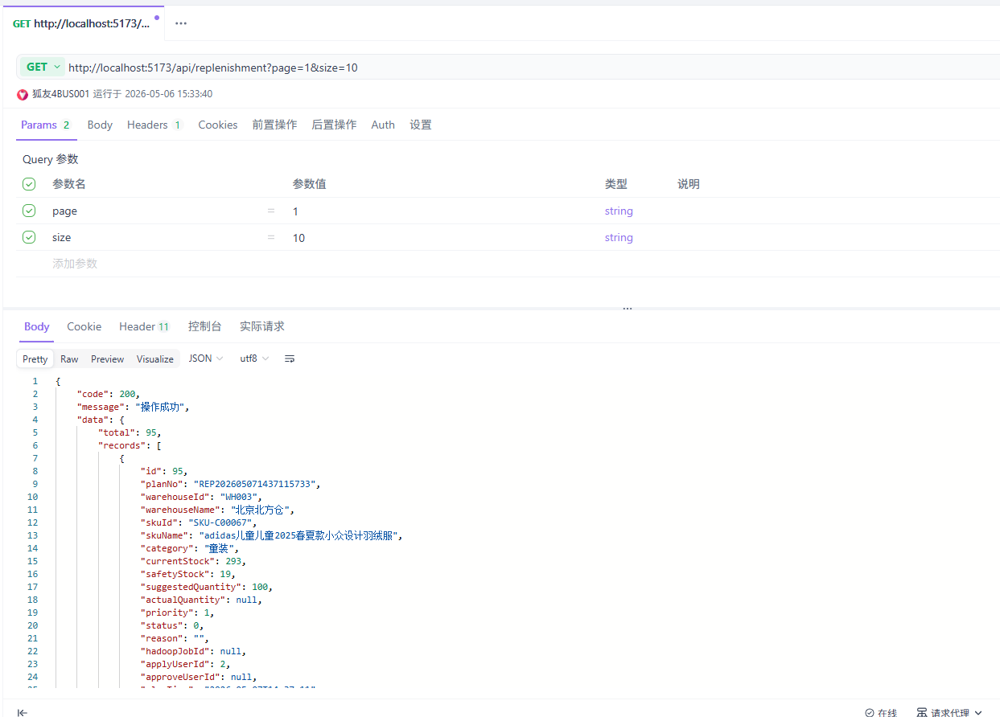 GET http://localhost:5173/...
GET http://localhost:5173/api/replenishment?page=1&size=10
狐友4BUS001 运行于 2026-05-06 15:33:40
Params 2 Body Headers 1 Cookies 前置操作 后置操作 Auth 设置
Query 参数
参数名 参数值 类型 说明
page = 1 string
size = 10 string
添加参数
Body Cookie Header 11 控制台 实际请求
Pretty Raw Preview Visualize JSON utf8
1 {
2 "code": 200,
3 "message": "操作成功",
4 "data": {
5 "total": 95,
6 "records": [
7 {
8 "id": 95,
9 "planNo": "REP202605071437115733",
10 "warehouseId": "WH003",
11 "warehouseName": "北京北方仓",
12 "skuId": "SKU-C00067",
13 "skuName": "adidas儿童儿童2025春夏款小众设计羽绒服",
14 "category": "童装",
15 "currentStock": 293,
16 "safetyStock": 19,
17 "suggestedQuantity": 100,
18 "actualQuantity": null,
19 "priority": 1,
20 "status": 0,
21 "reason": "",
22 "hadoopJobId": null,
23 "applyUserId": 2,
24 "approveUserId": null,
在线 请求代理